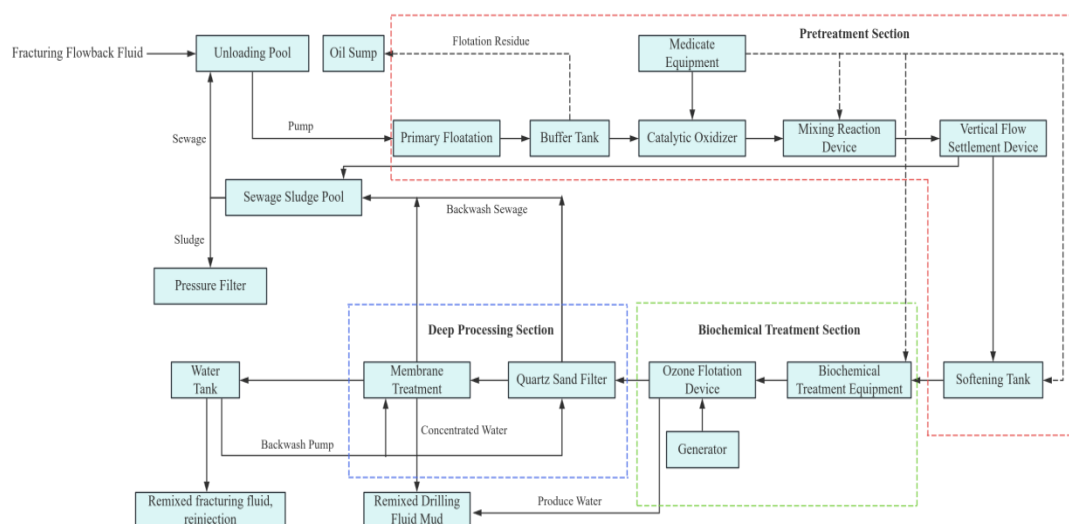 Pretreatment Section
Fracturing Flowback Fluid
Unloading Pool
Oil Sump
Flotation Residue
Medicate
Equipment
Sewage
Pump
Primary Floatation
Buffer Tank
Catalytic Oxidizer
Mixing Reaction
Device
Vertical Flow
Settlement Device
Sewage Sludge Pool
Backwash Sewage
Sludge
Pressure Filter
Deep Processing Section
Biochemical Treatment Section
Water
Tank
Membrane
Treatment
Quartz Sand Filter
Ozone Flotation
Device
Biochemical
Treatment Equipment
Softening Tank
Backwash Pump
Concentrated Water
Generator
Remixed fracturing fluid,
reinjection
Remixed Drilling
Fluid Mud
Produce Water